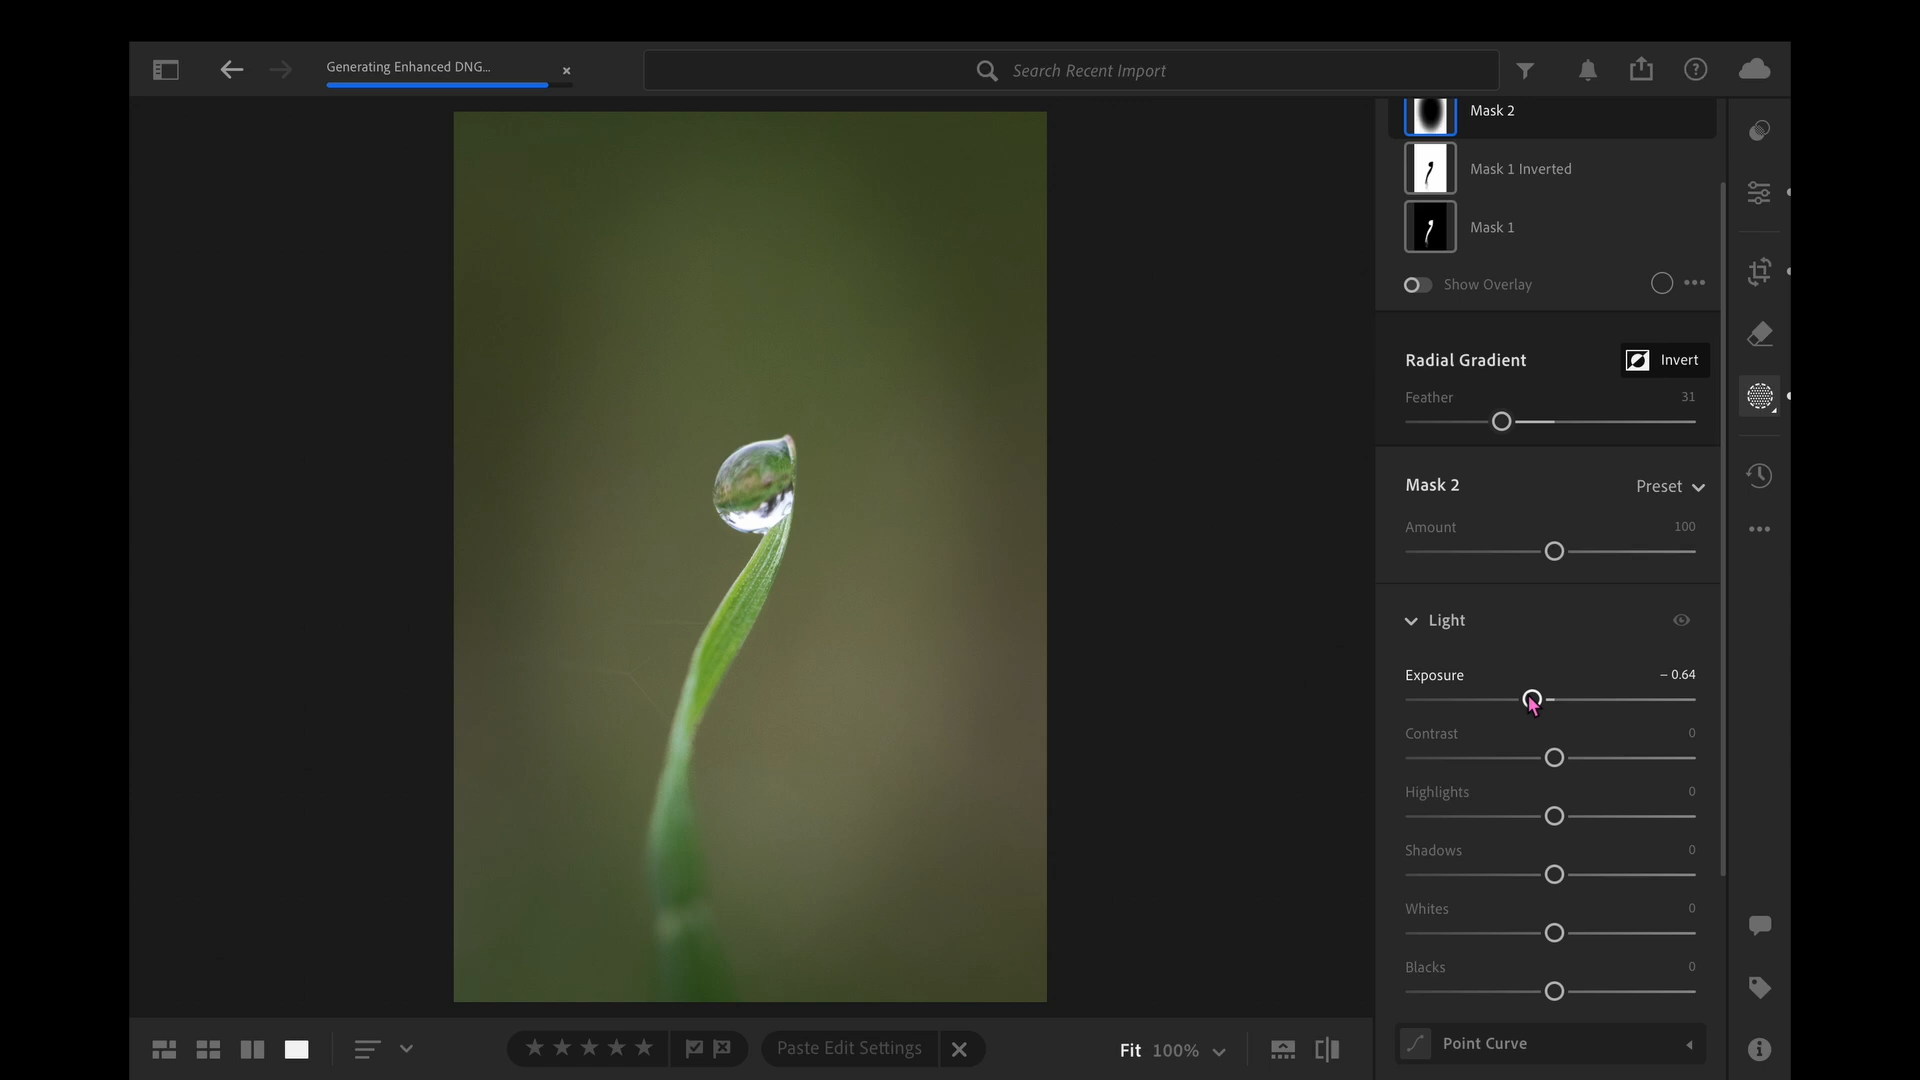 Generating Enhanced DNG...
Search Recent Import
Mask 2
Mask 1 Inverted
Mask 1
Show Overlay
Radial Gradient
Invert
Feather 31
Mask 2
Preset
Amount 100
Light
Exposure − 0.64
Contrast 0
Highlights 0
Shadows 0
Whites 0
Blacks 0
Point Curve
Paste Edit Settings
Fit 100%